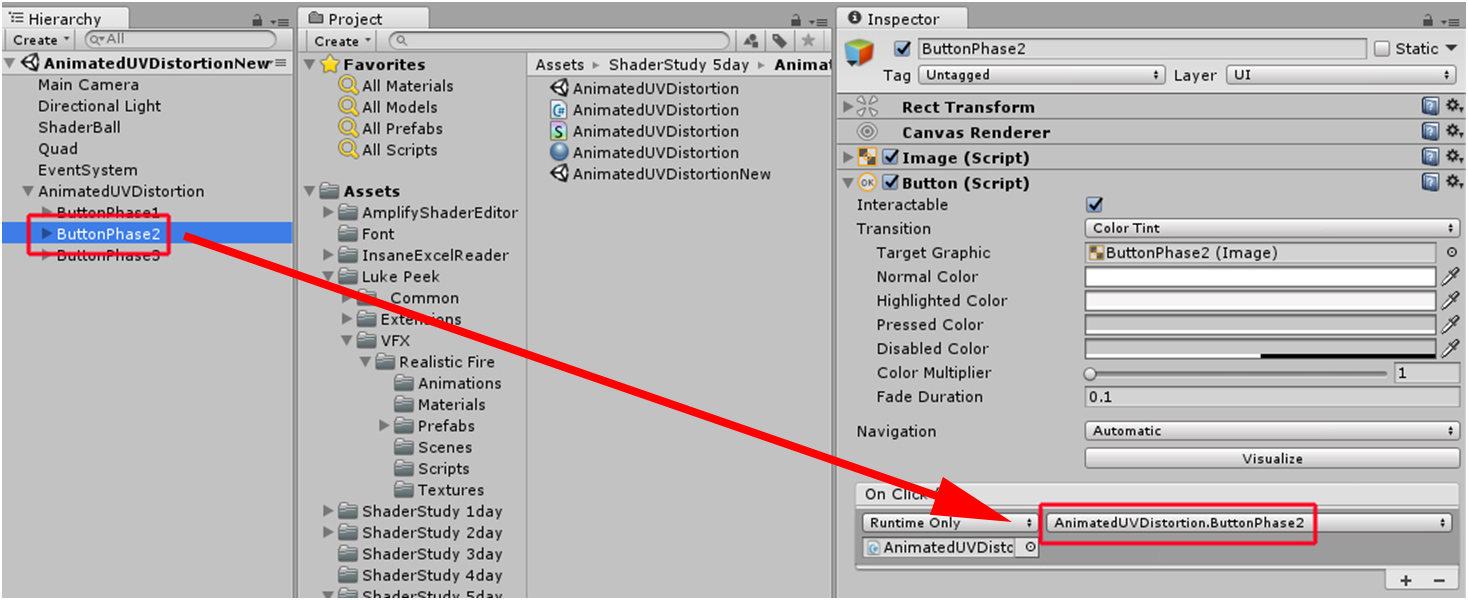 Hierarchy
Create
All
AnimatedUVDistortionNew
Main Camera
Directional Light
ShaderBall
Quad
EventSystem
AnimatedUVDistortion
ButtonPhase1
ButtonPhase2
ButtonPhase3
Project
Create
Favorites
All Materials
All Models
All Prefabs
All Scripts
Assets
AmplifyShaderEditor
Font
InsaneExcelReader
Luke Peek
_Common
Extensions
VFX
Realistic Fire
Animations
Materials
Prefabs
Scenes
Scripts
Textures
ShaderStudy 1day
ShaderStudy 2day
ShaderStudy 3day
ShaderStudy 4day
ShaderStudy 5day
Assets ShaderStudy 5day Animat
AnimatedUVDistortion
AnimatedUVDistortion
AnimatedUVDistortion
AnimatedUVDistortion
AnimatedUVDistortionNew
Inspector
ButtonPhase2 Static
Tag Untagged Layer UI
Rect Transform
Canvas Renderer
Image (Script)
OK Button (Script)
Interactable
Transition Color Tint
Target Graphic ButtonPhase2 (Image)
Normal Color
Highlighted Color
Pressed Color
Disabled Color
Color Multiplier 1
Fade Duration 0.1
Navigation Automatic
Visualize
On Click
Runtime Only AnimatedUVDistortion.ButtonPhase2
AnimatedUVDistc
+ −